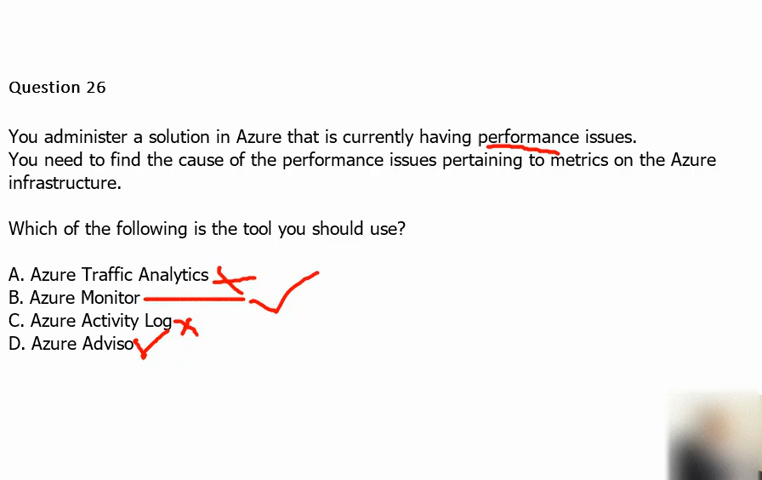 Question 26
You administer a solution in Azure that is currently having performance issues.
You need to find the cause of the performance issues pertaining to metrics on the Azure
infrastructure.
Which of the following is the tool you should use?
A. Azure Traffic Analytics
B. Azure Monitor
C. Azure Activity Log
D. Azure Adviso